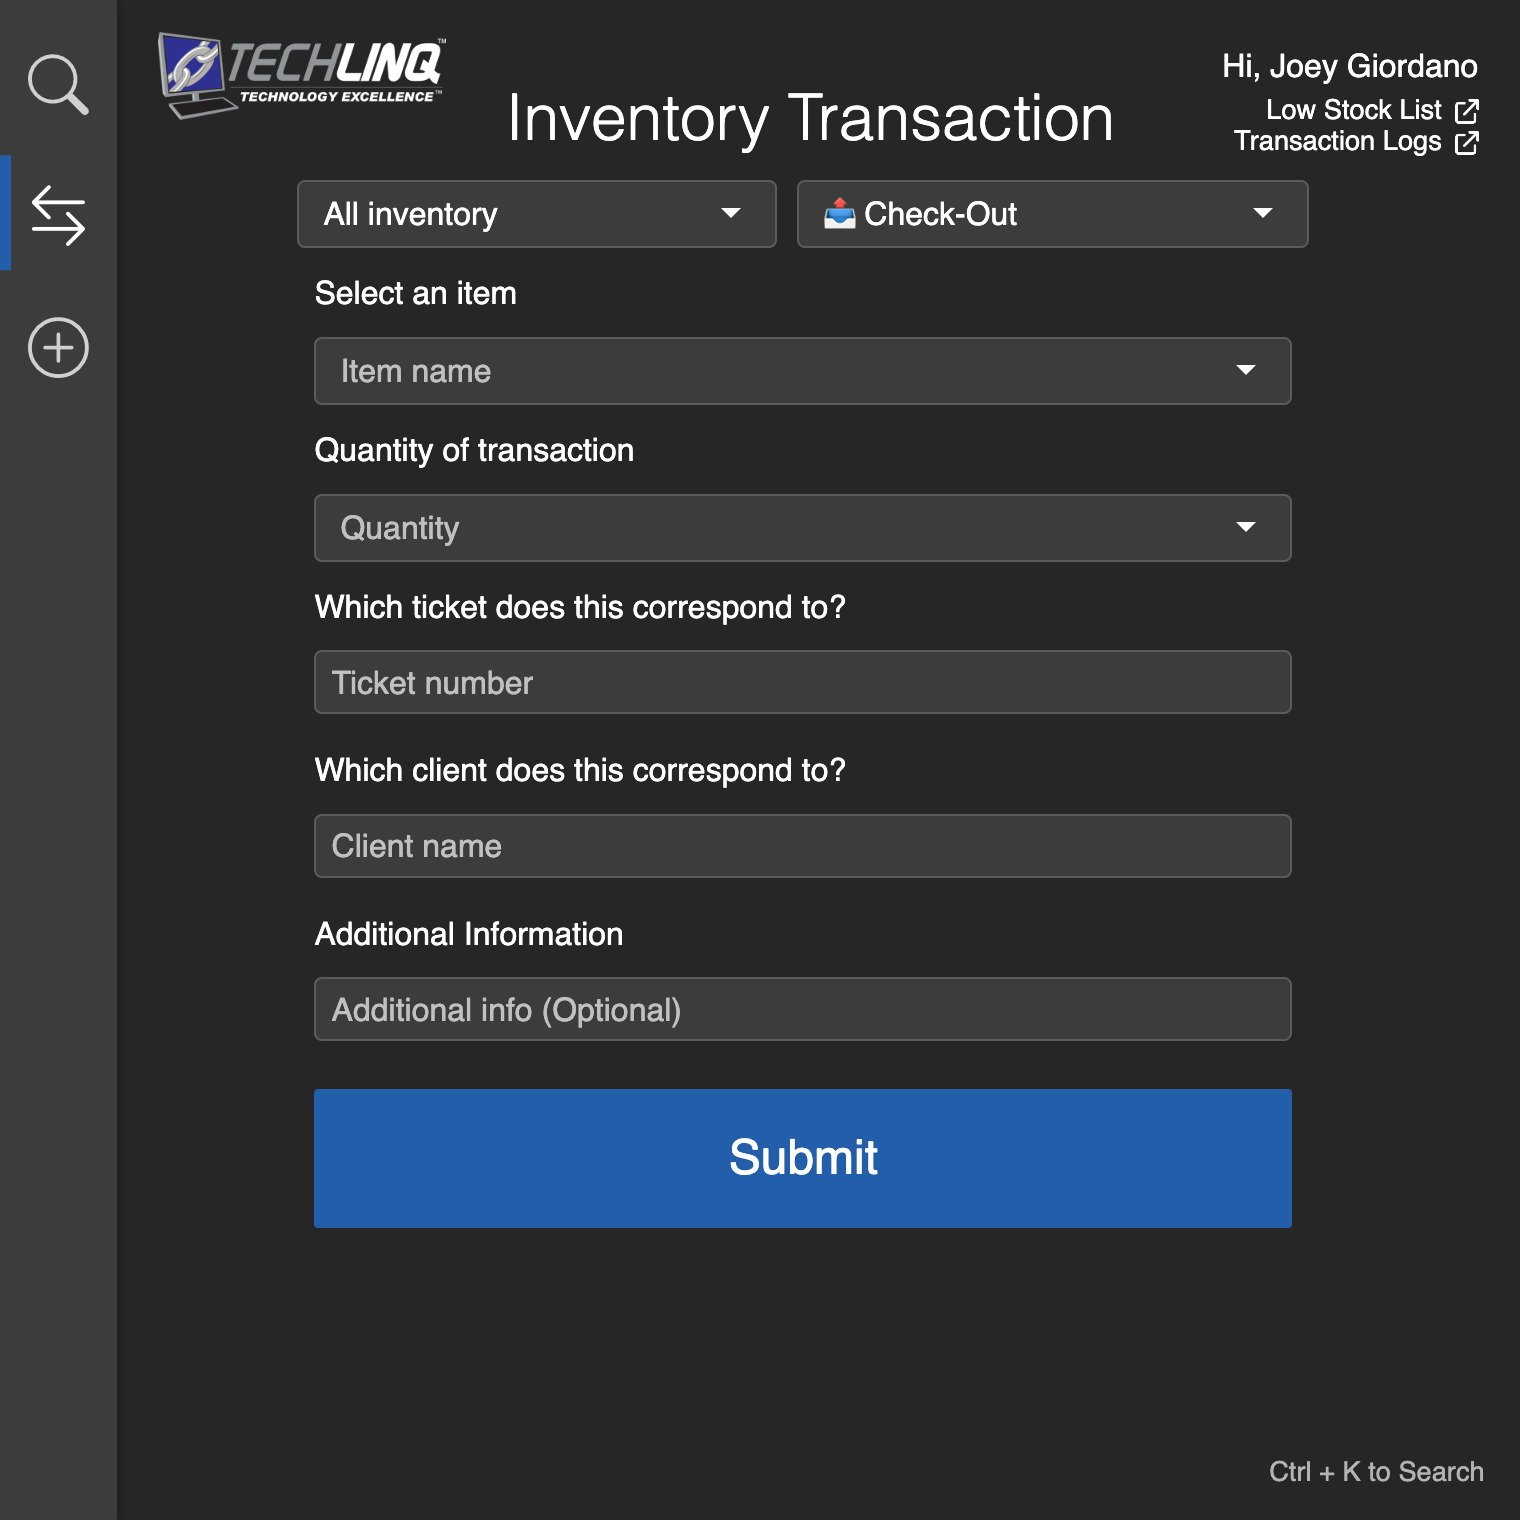 TECHLINQ™
TECHNOLOGY EXCELLENCE™
Hi, Joey Giordano
Low Stock List
Transaction Logs
Inventory Transaction
All inventory
Check-Out
Select an item
Item name
Quantity of transaction
Quantity
Which ticket does this correspond to?
Ticket number
Which client does this correspond to?
Client name
Additional Information
Additional info (Optional)
Submit
Ctrl + K to Search